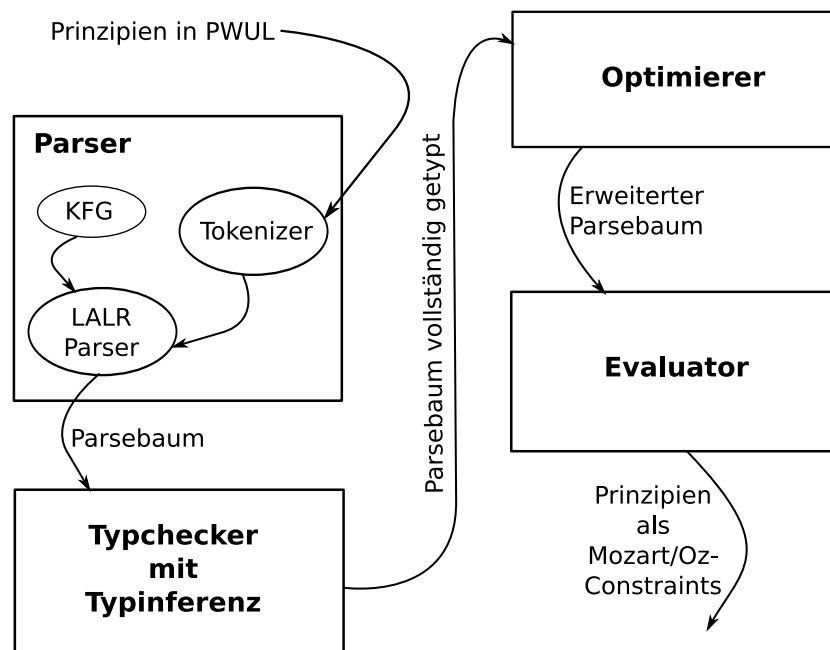 Prinzipien in PWUL
Parser
KFG
Tokenizer
LALR
Parser
Parsebaum
Typchecker
mit
Typinferenz
Parsebaum vollständig getypt
Optimierer
Erweiterter
Parsebaum
Evaluator
Prinzipien
als
Mozart/Oz-
Constraints